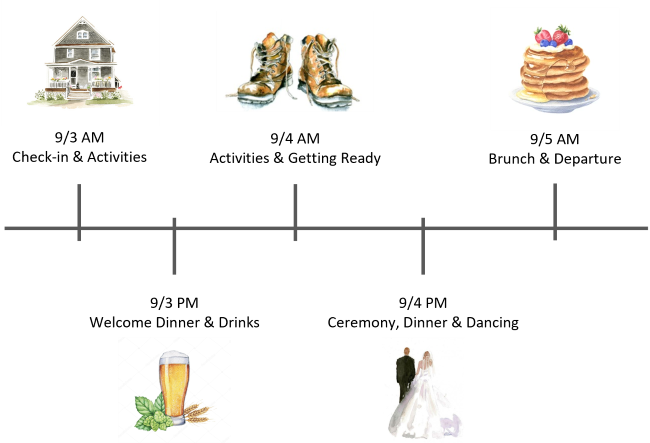 9/3 AM
Check-in & Activities
9/4 AM
Activities & Getting Ready
9/5 AM
Brunch & Departure
9/3 PM
Welcome Dinner & Drinks
9/4 PM
Ceremony, Dinner & Dancing